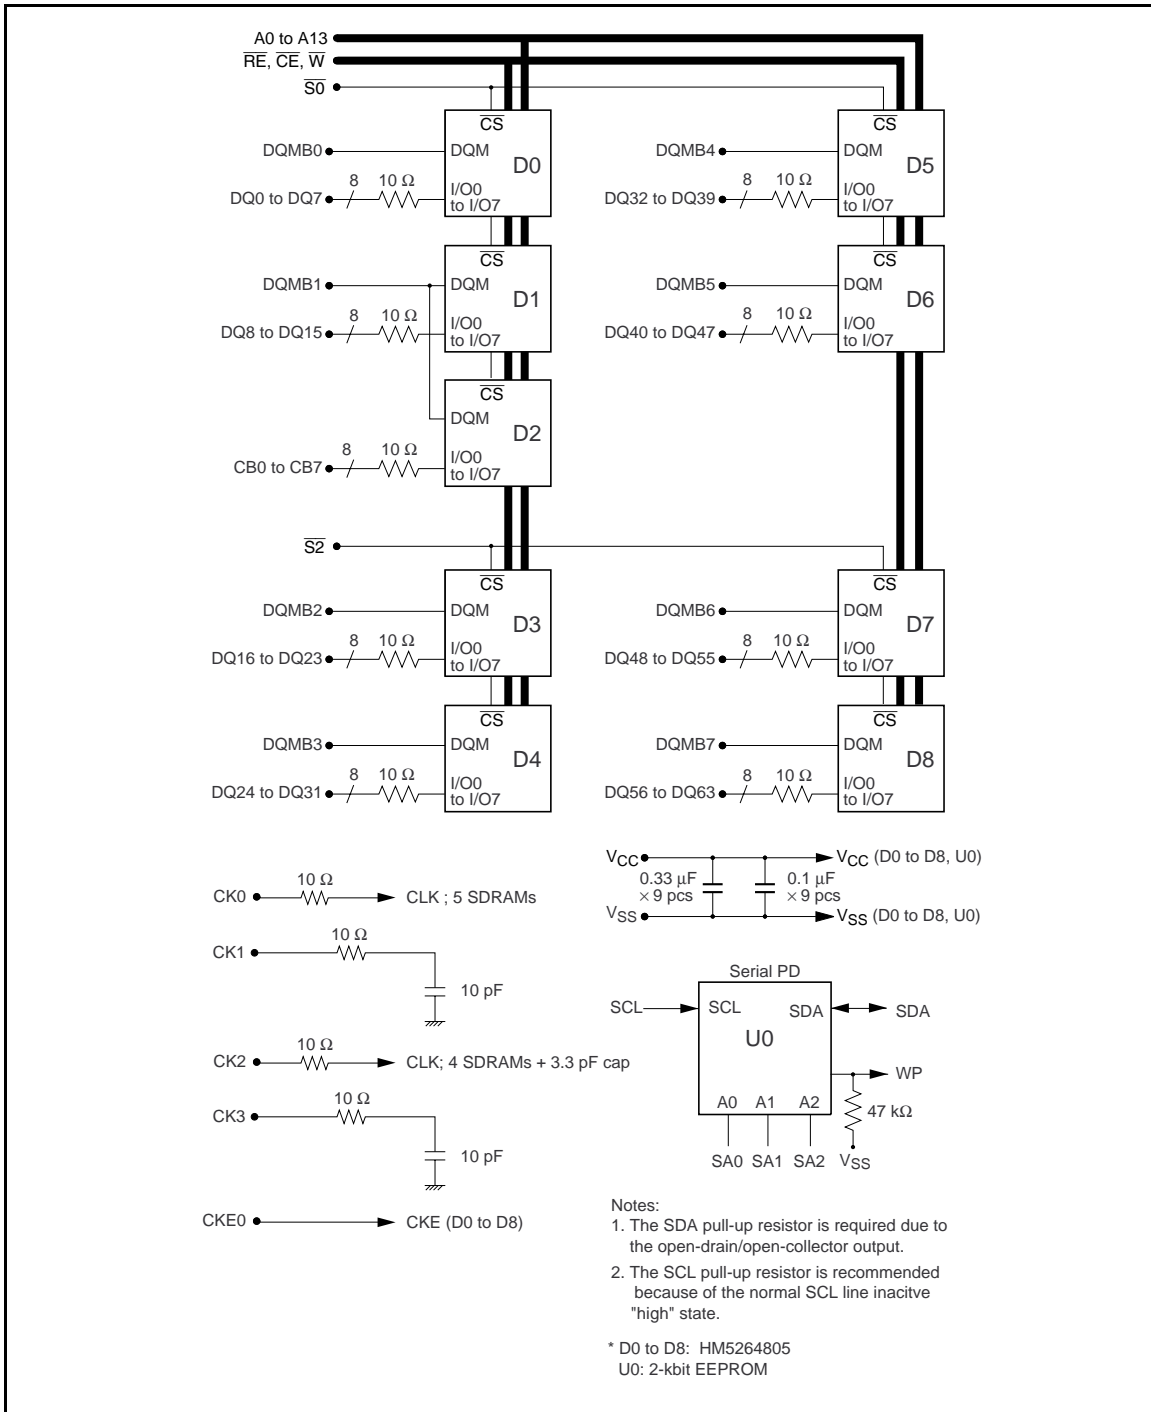 A0 to A13
RE, CE, W
S0
CS
DQMB0
DQM
D0
DQ0 to DQ7
8
10 Ω
I/O0
to I/O7
CS
DQMB4
DQM
D5
DQ32 to DQ39
8
10 Ω
I/O0
to I/O7
CS
DQMB1
DQM
D1
DQ8 to DQ15
8
10 Ω
I/O0
to I/O7
CS
DQMB5
DQM
D6
DQ40 to DQ47
8
10 Ω
I/O0
to I/O7
CS
DQM
D2
CB0 to CB7
8
10 Ω
I/O0
to I/O7
S2
CS
DQMB2
DQM
D3
DQ16 to DQ23
8
10 Ω
I/O0
to I/O7
CS
DQMB6
DQM
D7
DQ48 to DQ55
8
10 Ω
I/O0
to I/O7
CS
DQMB3
DQM
D4
DQ24 to DQ31
8
10 Ω
I/O0
to I/O7
CS
DQMB7
DQM
D8
DQ56 to DQ63
8
10 Ω
I/O0
to I/O7
CK0
10 Ω
CLK ; 5 SDRAMs
CK1
10 Ω
10 pF
CK2
10 Ω
CLK; 4 SDRAMs + 3.3 pF cap
CK3
10 Ω
10 pF
CKE0
CKE (D0 to D8)
VCC
VCC (D0 to D8, U0)
0.33 μF
× 9 pcs
0.1 μF
× 9 pcs
VSS
VSS (D0 to D8, U0)
Serial PD
SCL
SCL
SDA
SDA
U0
WP
A0 A1 A2
47 kΩ
SA0 SA1 SA2
VSS
Notes:
1. The SDA pull-up resistor is required due to
the open-drain/open-collector output.
2. The SCL pull-up resistor is recommended
because of the normal SCL line inacitve
"high" state.
* D0 to D8: HM5264805
U0: 2-kbit EEPROM